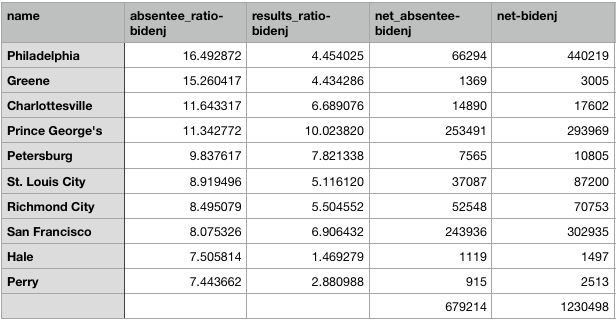 name absentee_ratio-bidenj results_ratio-bidenj net_absentee-bidenj net-bidenj
Philadelphia 16.492872 4.454025 66294 440219
Greene 15.260417 4.434286 1369 3005
Charlottesville 11.643317 6.689076 14890 17602
Prince George's 11.342772 10.023820 253491 293969
Petersburg 9.837617 7.821338 7565 10805
St. Louis City 8.919496 5.116120 37087 87200
Richmond City 8.495079 5.504552 52548 70753
San Francisco 8.075326 6.906432 243936 302935
Hale 7.505814 1.469279 1119 1497
Perry 7.443662 2.880988 915 2513
679214 1230498